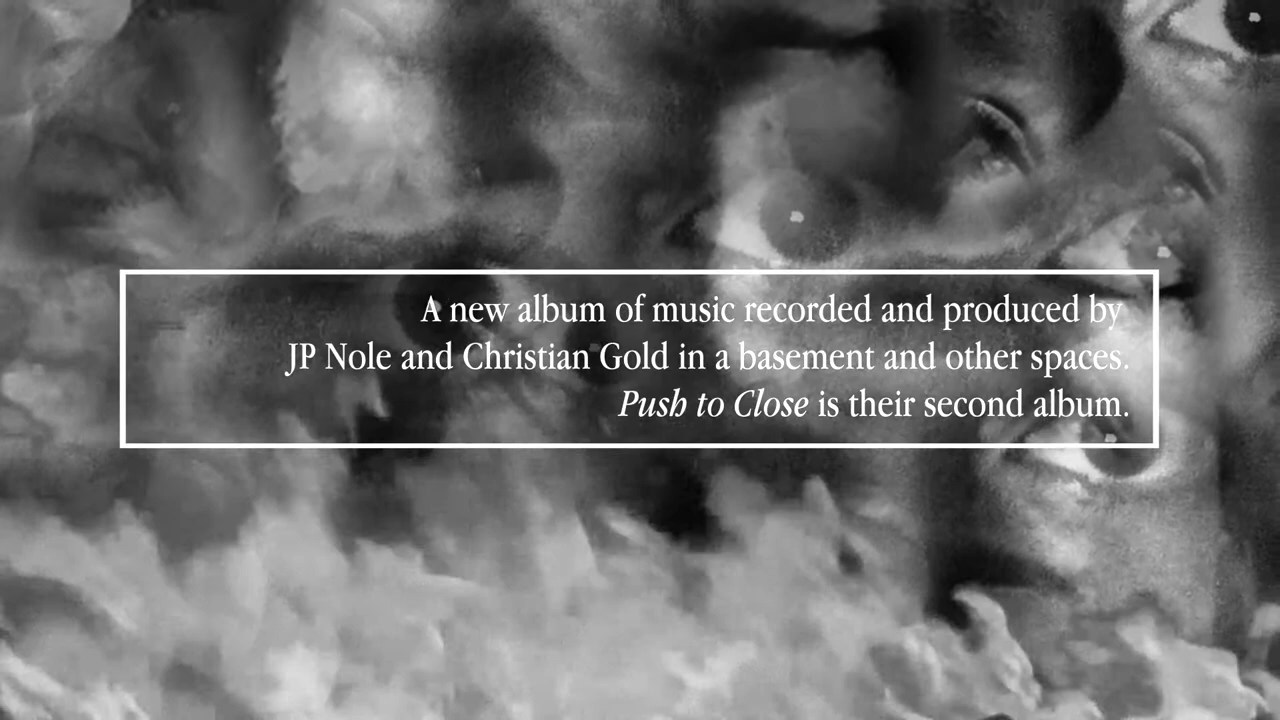 A new album of music recorded and produced by
JP Nole and Christian Gold in a basement and other spaces.
Push to Close is their second album.